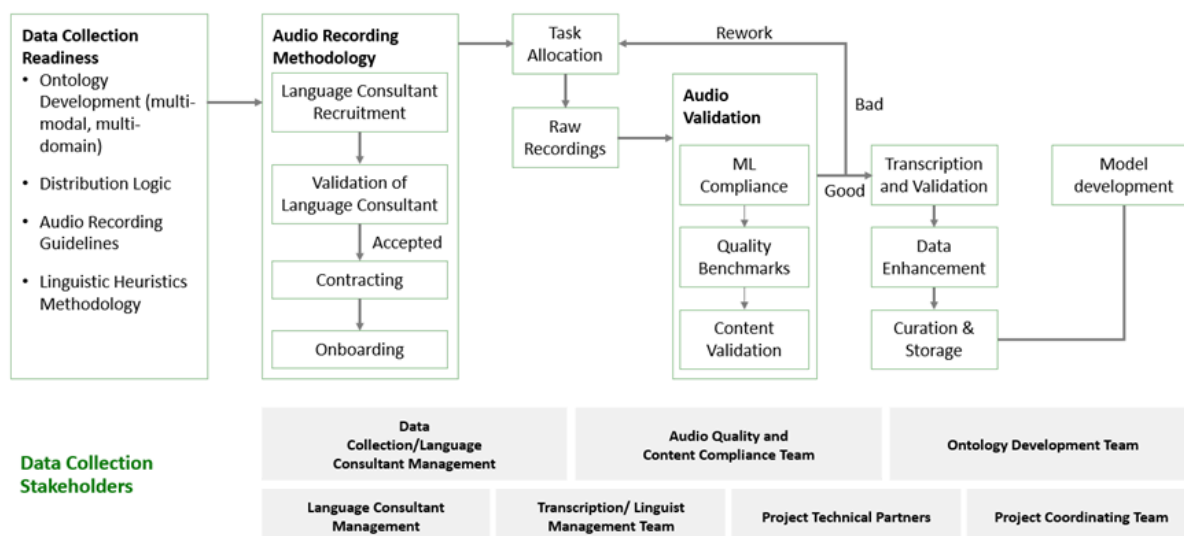 Data Collection
Readiness
• Ontology
Development (multi-
modal, multi-
domain)
• Distribution Logic
• Audio Recording
Guidelines
• Linguistic Heuristics
Methodology
Audio Recording
Methodology
Language Consultant
Recruitment
Validation of
Language Consultant
Accepted
Contracting
Onboarding
Task
Allocation
Raw
Recordings
Rework
Bad
Good
Audio
Validation
ML
Compliance
Quality
Benchmarks
Content
Validation
Transcription
and Validation
Data
Enhancement
Curation &
Storage
Model
development
Data Collection
Stakeholders
Data
Collection/Language
Consultant Management
Audio Quality and
Content Compliance Team
Ontology Development Team
Language Consultant
Management
Transcription/ Linguist
Management Team
Project Technical Partners
Project Coordinating Team